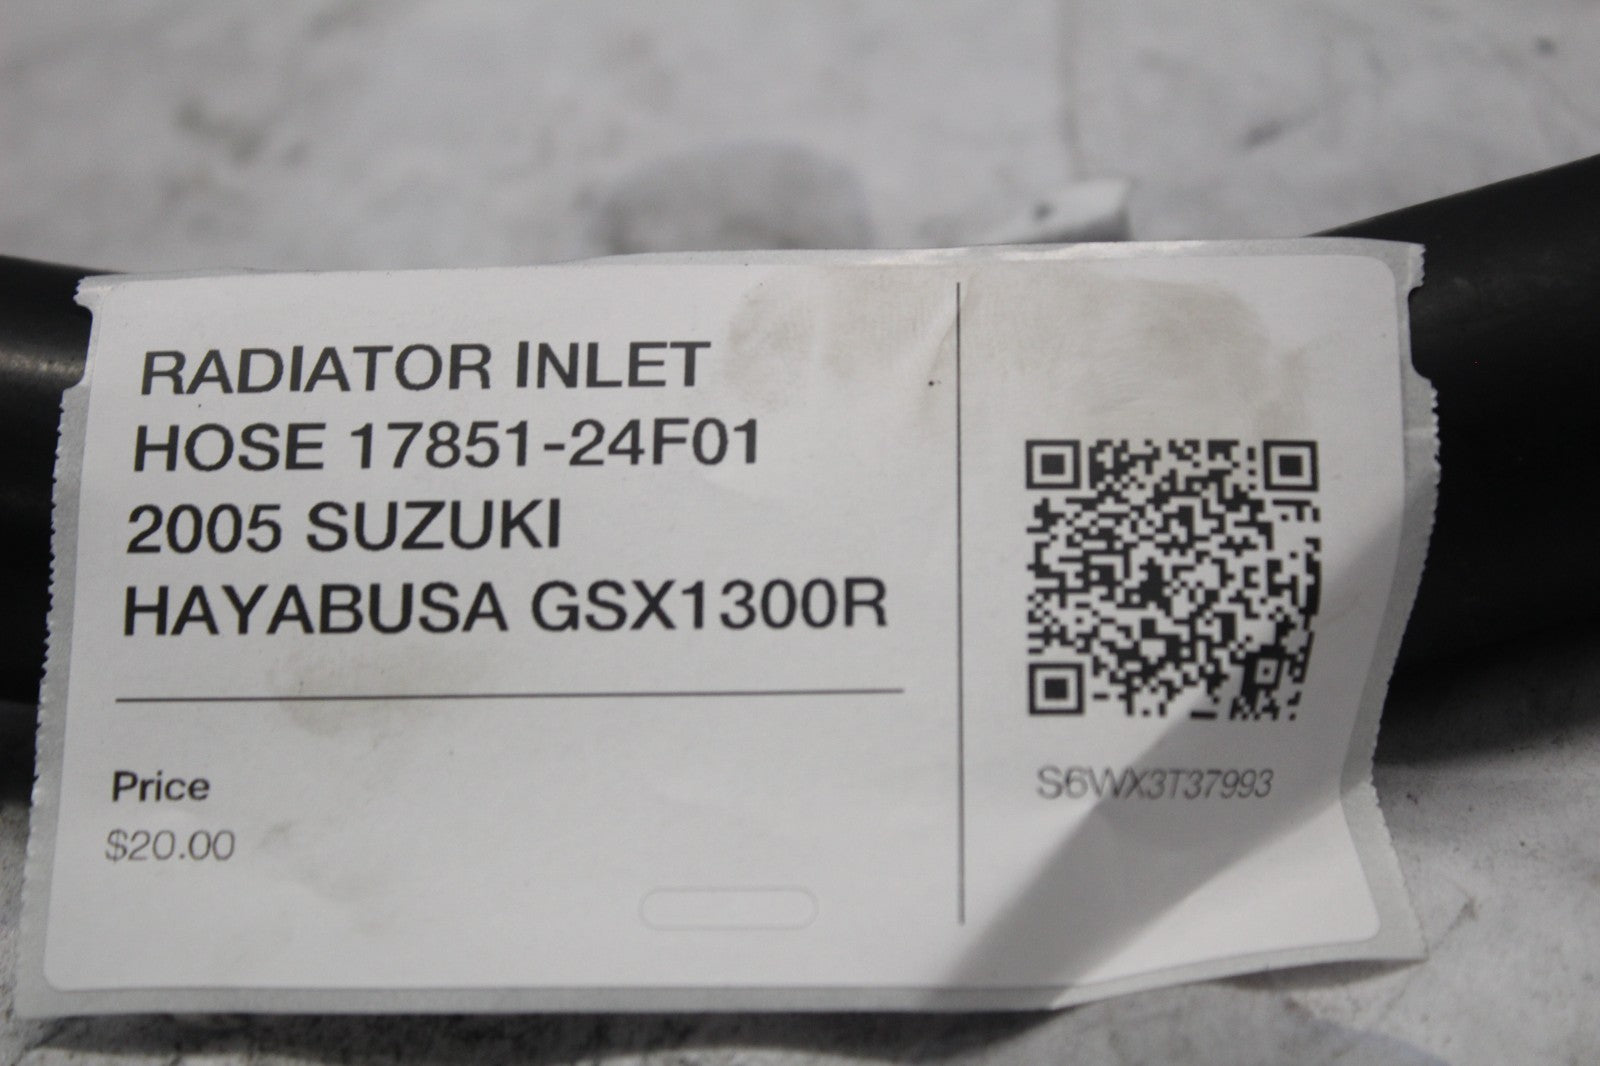 RADIATOR INLET
HOSE 17851-24F01
2005 SUZUKI
HAYABUSA GSX1300R
Price
$20.00
S6WX3T37993